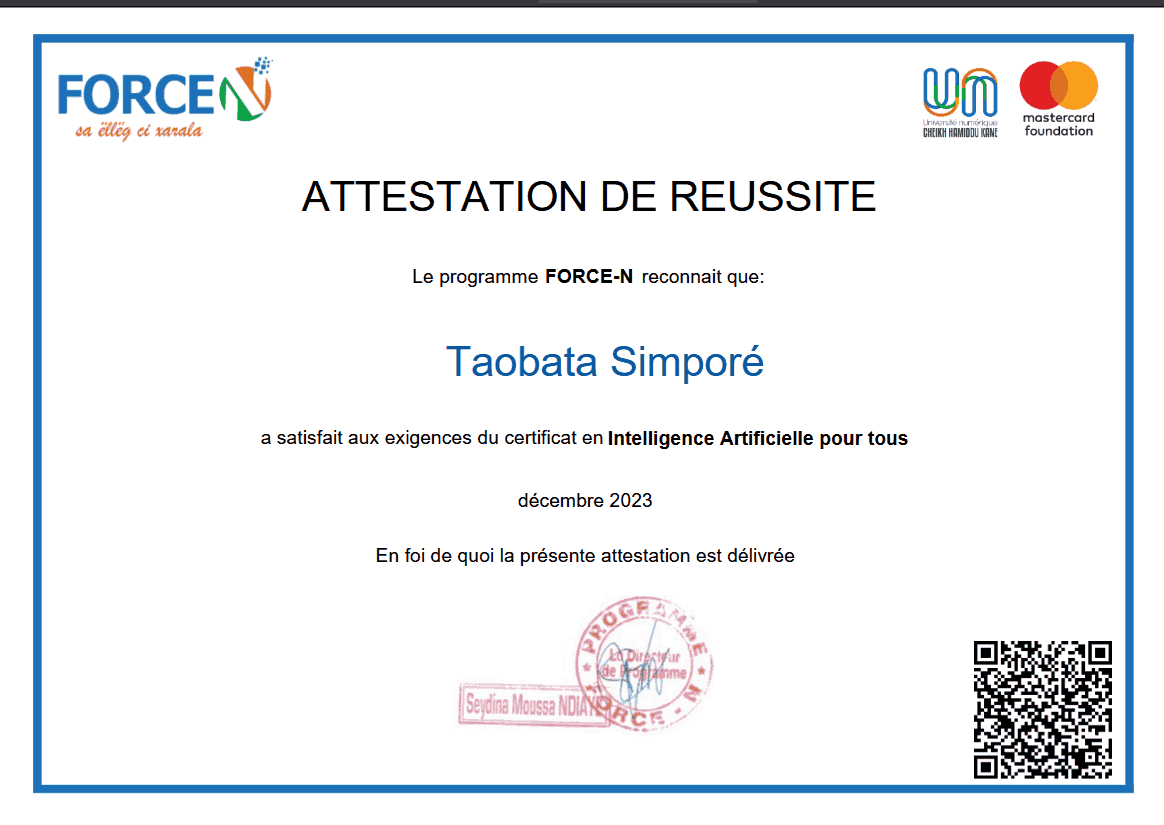 FORCE N
sa ëllëg ci xarala
Université numérique
CHEIKH HAMIDOU KANE
mastercard
foundation
ATTESTATION DE REUSSITE
Le programme FORCE-N reconnait que:
Taobata Simporé
a satisfait aux exigences du certificat en Intelligence Artificielle pour tous
décembre 2023
En foi de quoi la présente attestation est délivrée
PROGRAMME
Le Directeur
de Programme
FORCE - N
Seydina Moussa NDIAYE